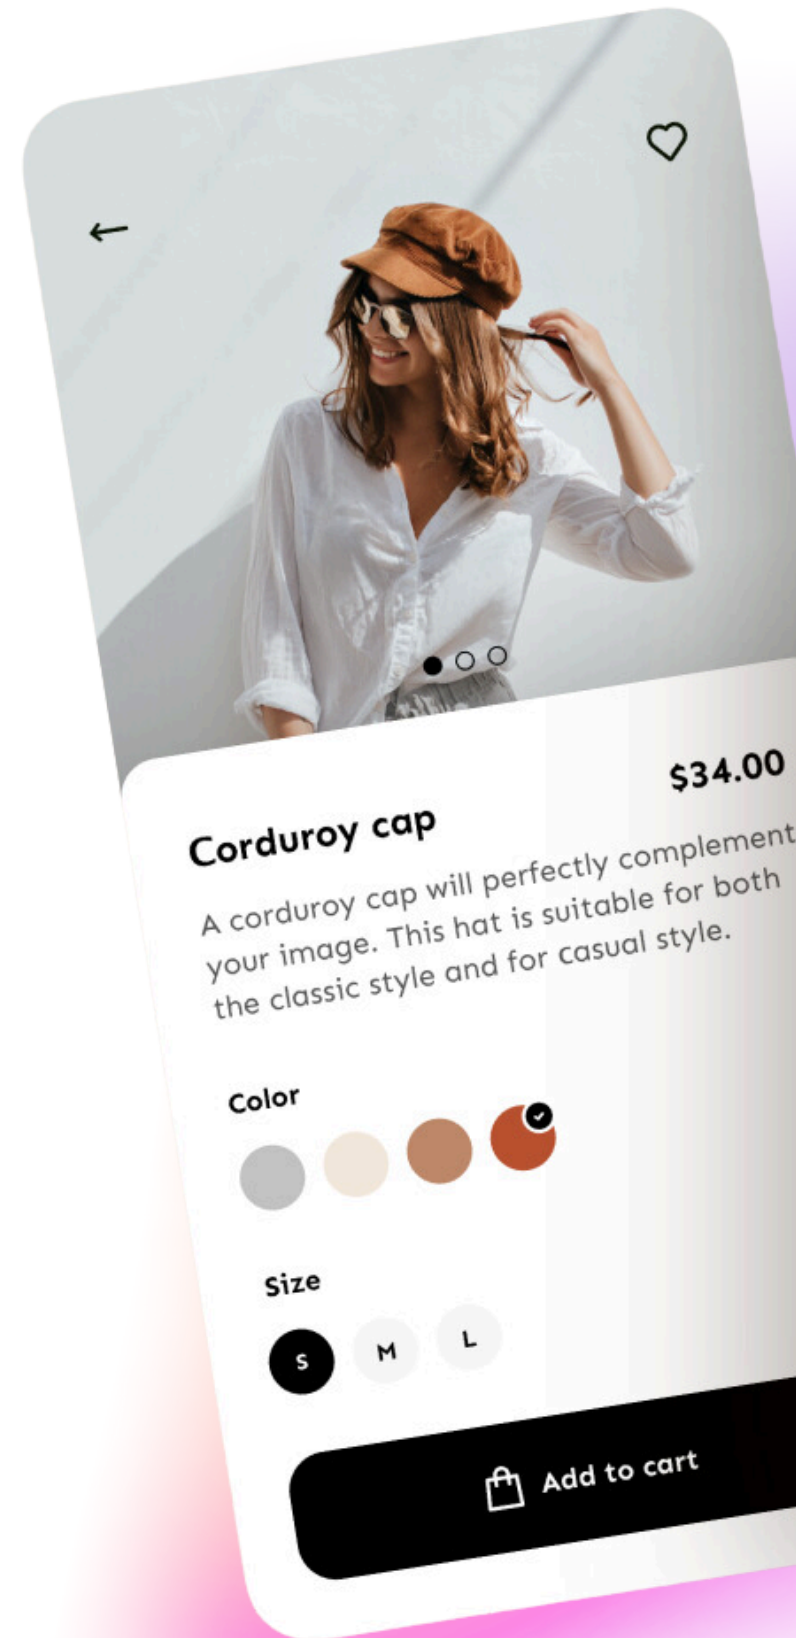 $34.00
Corduroy cap
A corduroy cap will perfectly complement
your image. This hat is suitable for both
the classic style and for casual style.
Color
Size
S M L
Add to cart